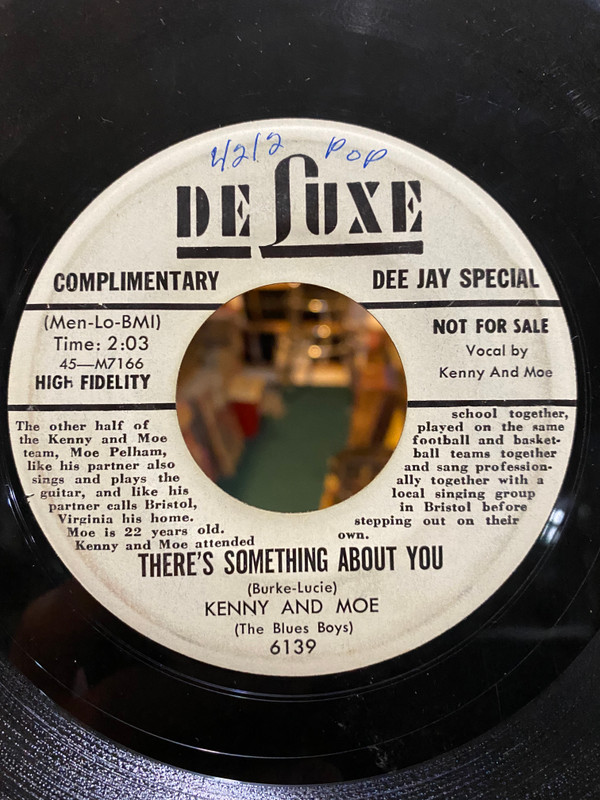 4212 POP
DE LUXE
COMPLIMENTARY
DEE JAY SPECIAL
(Men-Lo-BMI)
Time: 2:03
45—M7166
HIGH FIDELITY
NOT FOR SALE
Vocal by
Kenny And Moe
The other half of
the Kenny and Moe
team, Moe Pelham,
like his partner also
sings and plays the
guitar, and like his
partner calls Bristol,
Virginia his home.
Moe is 22 years old.
Kenny and Moe attended
school together,
played on the same
football and basket-
ball teams together
and sang profession-
ally together with a
local singing group
in Bristol before
stepping out on their
own.
THERE'S SOMETHING ABOUT YOU
(Burke-Lucie)
KENNY AND MOE
(The Blues Boys)
6139